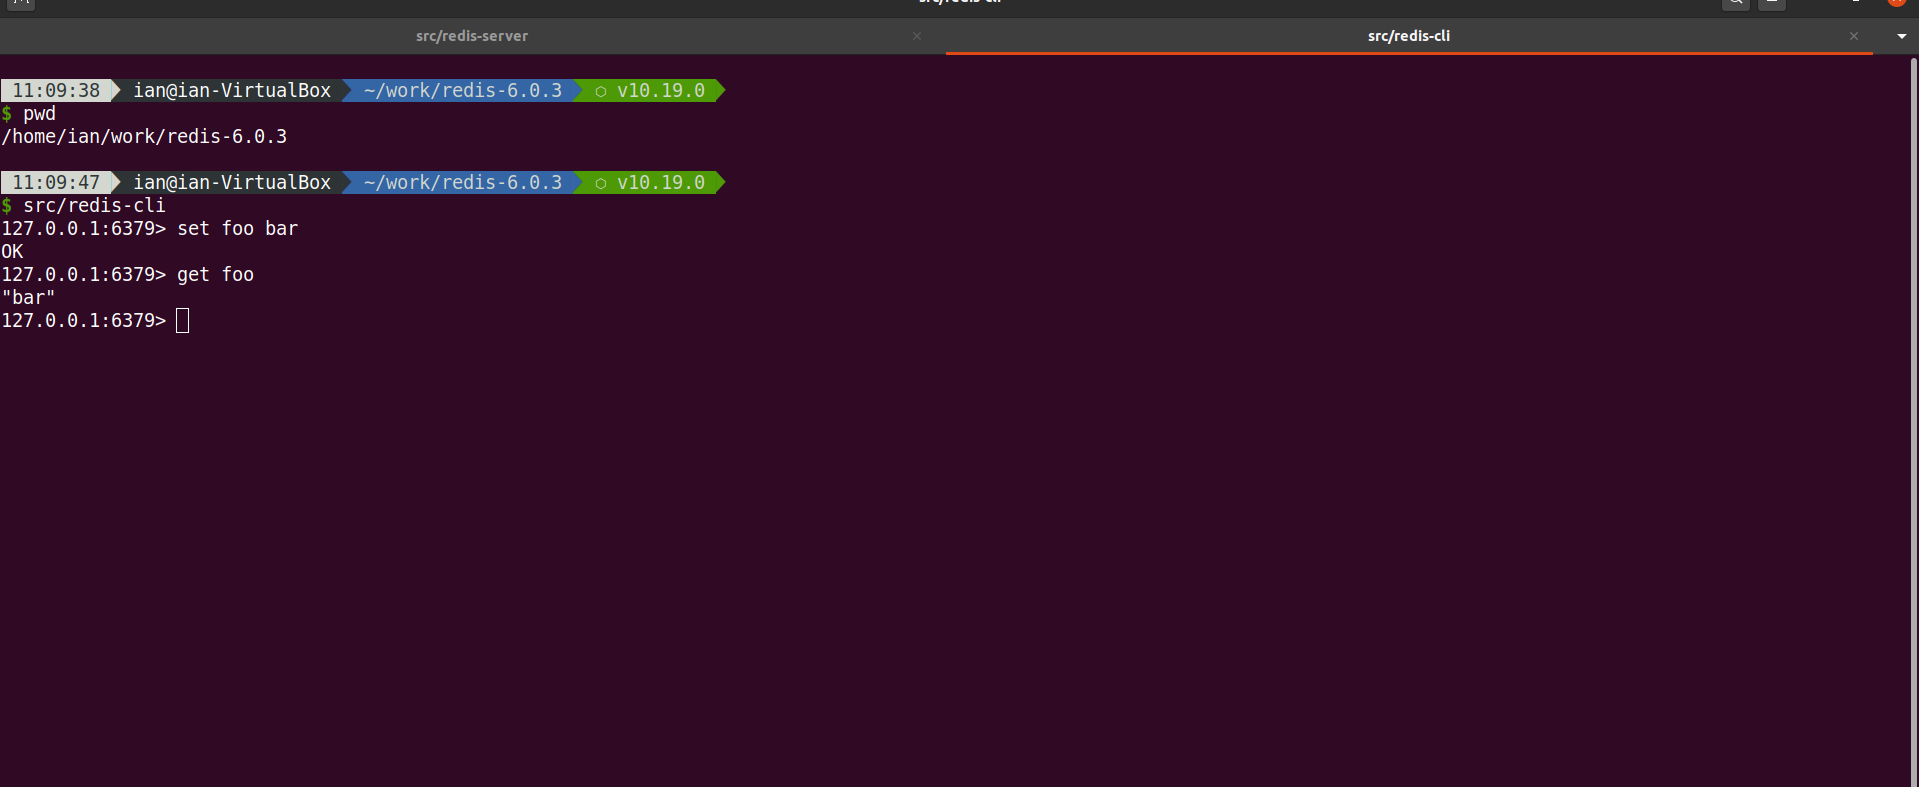 src/redis-cli
src/redis-server
src/redis-cli
11:09:38 ian@ian-VirtualBox ~/work/redis-6.0.3 ⬡ v10.19.0
$ pwd
/home/ian/work/redis-6.0.3
11:09:47 ian@ian-VirtualBox ~/work/redis-6.0.3 ⬡ v10.19.0
$ src/redis-cli
127.0.0.1:6379> set foo bar
OK
127.0.0.1:6379> get foo
"bar"
127.0.0.1:6379>